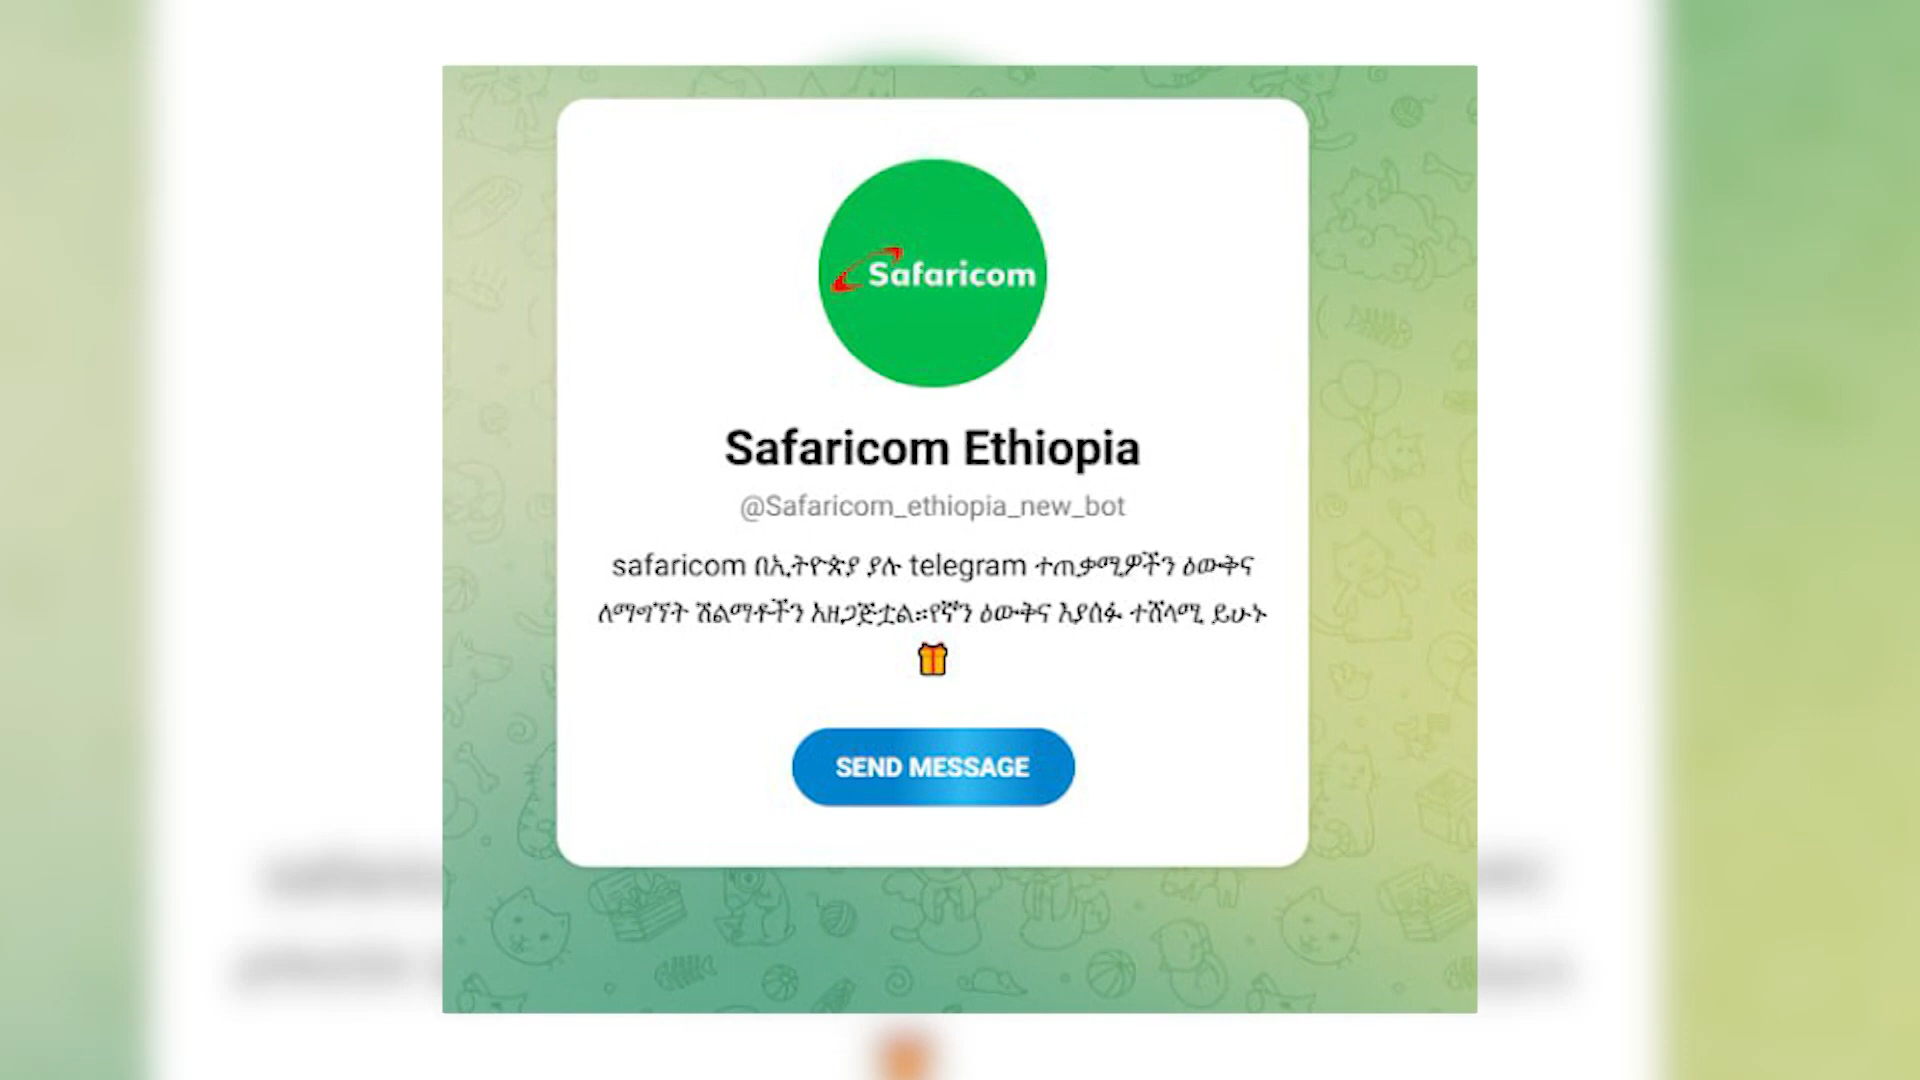 Safaricom
Safaricom Ethiopia
@Safaricom_ethiopia_new_bot
safaricom በኢትዮጵያ ያሉ telegram ተጠቃሚዎችን ዕውቅና
ለማግኘት ሽልማቶችን አዘጋጅቷል።የኛን ዕውቅና እያሰፉ ተሸላሚ ይሁኑ
🎁
SEND MESSAGE